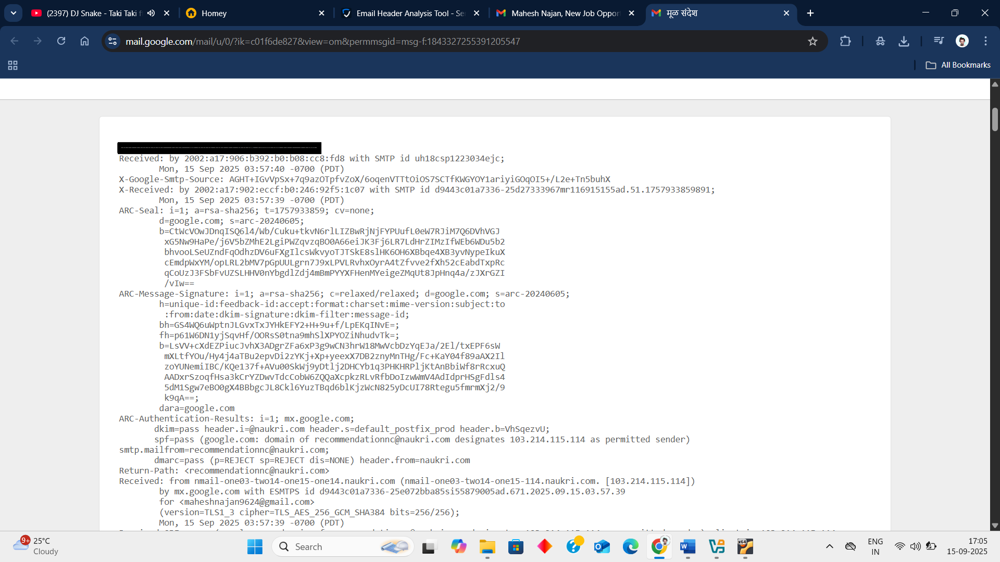 (2397) DJ Snake - Taki Taki f
Homey
Email Header Analysis Tool - Se
Mahesh Najan, New Job Oppor
मूळ संदेश
mail.google.com/mail/u/0/?ik=c01f6de827&view=om&permmsgid=msg-f:1843327255391205547
All Bookmarks
Received: by 2002:a17:906:b392:b0:b08:cc8:fd8 with SMTP id uh18csp1223034ejc;
Mon, 15 Sep 2025 03:57:40 -0700 (PDT)
X-Google-Smtp-Source: AGHT+IGvVpSx+7q9azOTpfvZoX/6oqenVTTtOiOS7SCTfKWGYOY1ariyiGOqOI5+/L2e+Tn5buhX
X-Received: by 2002:a17:902:eccf:b0:246:92f5:1c07 with SMTP id d9443c01a7336-25d27333967mr116915155ad.51.1757933859891;
Mon, 15 Sep 2025 03:57:39 -0700 (PDT)
ARC-Seal: i=1; a=rsa-sha256; t=1757933859; cv=none;
d=google.com; s=arc-20240605;
b=CtWcVOwJDnqISQ6l4/Wb/Cuku+tkvN6rlLIZBwRjNjFYPUufL0eW7RJiM7Q6DVhVGJ
xG5Nw9HaPe/j6V5bZMhE2LgiPWZqvzqBO0A66eiJK3Fj6LR7LdHrZIMzIfWEb6WDu5b2
bhvooLSeUZndFqOdhzDV6uFXgIlcsWkvyoTJTSkE8slHK6OH6XBbqe4XB3yvNypeIkuX
cEmdpWxYM/opLRL2bMV7pGpUULgrn7J9xLPVLRvhxOyrA4tZfvve2fXh52cEabdTxpRc
qCoUzJ3FSbFvUZSLHHV0nYbgdlZdj4mBmPYYXFHenMYeigeZMqUt8JpHnq4a/zJXrGZI
/vIw==
ARC-Message-Signature: i=1; a=rsa-sha256; c=relaxed/relaxed; d=google.com; s=arc-20240605;
h=unique-id:feedback-id:accept:format:charset:mime-version:subject:to
:from:date:dkim-signature:dkim-filter:message-id;
bh=GS4WQ6uWptnJLGvxTxJYHkEFY2+H+9u+f/LpEKqINvE=;
fh=p61W6DN1yjSqvHf/OORsS0tna9mhSlXPYOZiNhudvTk=;
b=LsVV+cXdEZPiucJvhX3ADgrZFa6xP3g9wCN3hrW18MwVcbDzYqEJa/2El/txEPF6sW
mXLtfYOu/Hy4j4aTBu2epvDi2zYKj+Xp+yeexX7DB2znyMnTHg/Fc+KaY04f89aAX2Il
zoYUNemiIBC/KQe137f+AVu00SkWj9yDtlj2DHCYb1q3PHKHRPljKtAnBbiWf8rRcxuQ
AADxrSzoqfHsa3kCrYZDwvTdcCobW6ZQQaXcpkzRLvRfbDoIzwWmV4AdIdprHSgFdls4
5dM1Sgw7eBO0gX4BBbgcJL8Ckl6YuzTBqd6blKjzWcN825yDcUI78Rtegu5fmrmXj2/9
k9qA==;
dara=google.com
ARC-Authentication-Results: i=1; mx.google.com;
dkim=pass header.i=@naukri.com header.s=default_postfix_prod header.b=VhSqezvU;
spf=pass (google.com: domain of recommendationnc@naukri.com designates 103.214.115.114 as permitted sender)
smtp.mailfrom=recommendationnc@naukri.com;
dmarc=pass (p=REJECT sp=REJECT dis=NONE) header.from=naukri.com
Return-Path: <recommendationnc@naukri.com>
Received: from nmail-one03-two14-one15-one14.naukri.com (nmail-one03-two14-one15-114.naukri.com. [103.214.115.114])
by mx.google.com with ESMTPS id d9443c01a7336-25e072bba85si55879005ad.671.2025.09.15.03.57.39
for <maheshnajan9624@gmail.com>
(version=TLS1_3 cipher=TLS_AES_256_GCM_SHA384 bits=256/256);
Mon, 15 Sep 2025 03:57:39 -0700 (PDT)
9+
25°C
Cloudy
Search
x64
ENG
IN
17:05
15-09-2025